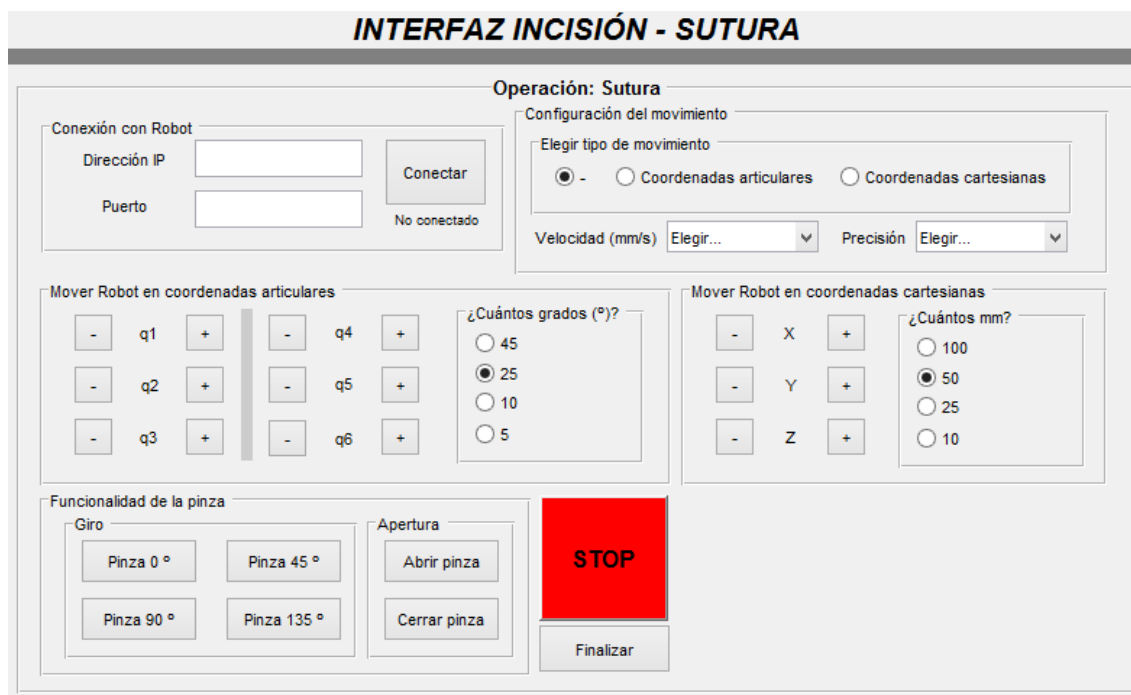 INTERFAZ INCISIÓN - SUTURA
Operación: Sutura
Conexión con Robot
Dirección IP
Puerto
Conectar
No conectado
Configuración del movimiento
Elegir tipo de movimiento
- Coordenadas articulares Coordenadas cartesianas
Velocidad (mm/s) Elegir... Precisión Elegir...
Mover Robot en coordenadas articulares
- q1 + - q4 +
- q2 + - q5 +
- q3 + - q6 +
¿Cuántos grados (º)?
45
25
10
5
Mover Robot en coordenadas cartesianas
- X +
- Y +
- Z +
¿Cuántos mm?
100
50
25
10
Funcionalidad de la pinza
Giro
Pinza 0 º Pinza 45 º
Pinza 90 º Pinza 135 º
Apertura
Abrir pinza
Cerrar pinza
STOP
Finalizar